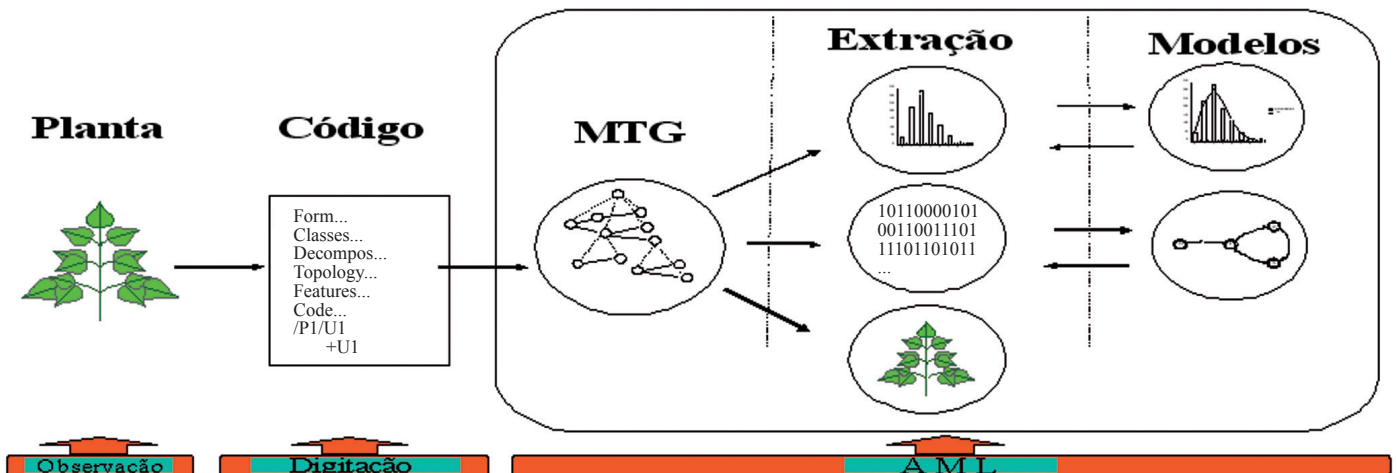 Planta
Código
MTG
Extração
Modelos
Form...
Classes...
Decompos...
Topology...
Features...
Code...
/P1/U1
+U1
10110000101
00110011101
11101101011
...
Observação
Digitação
A M L